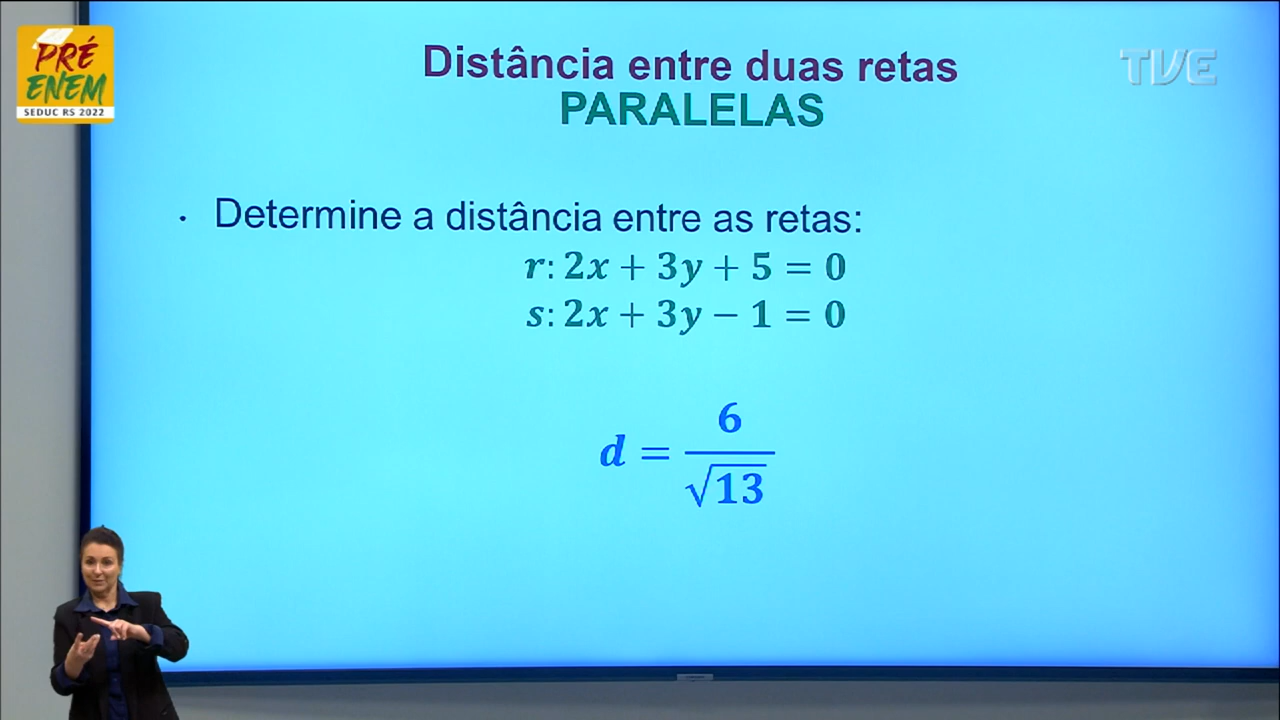 PRÉ
ENEM
SEDUC RS 2022
TVE
Distância entre duas retas
PARALELAS
• Determine a distância entre as retas:
r: 2x + 3y + 5 = 0
s: 2x + 3y − 1 = 0
d = 6/√13